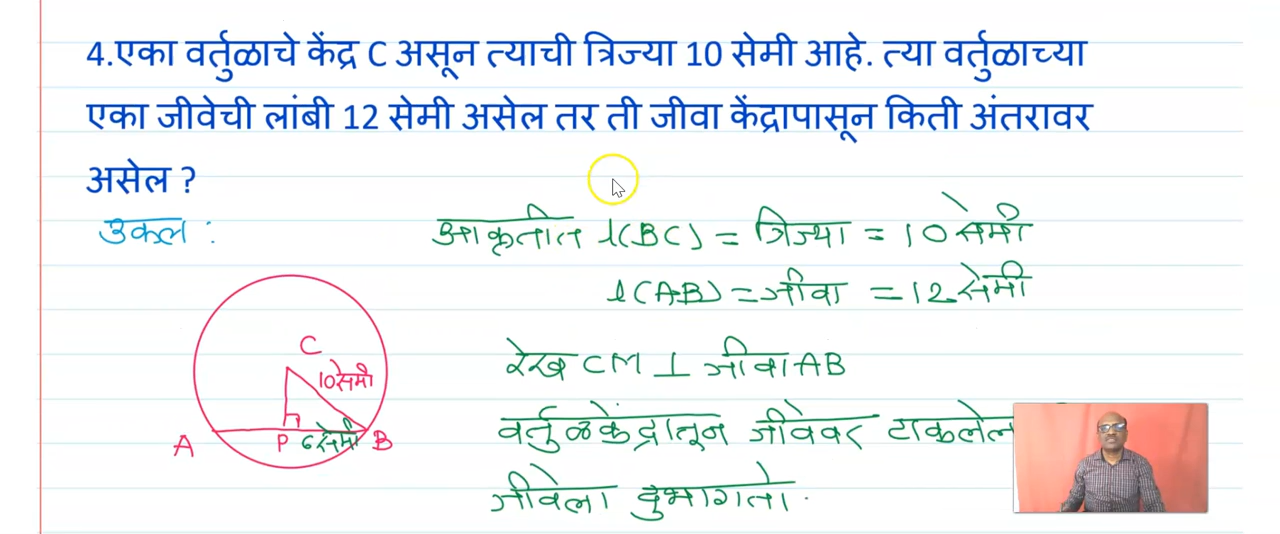 4.एका वर्तुळाचे केंद्र C असून त्याची त्रिज्या 10 सेमी आहे. त्या वर्तुळाच्या
एका जीवेची लांबी 12 सेमी असेल तर ती जीवा केंद्रापासून किती अंतरावर
असेल ?
उकल :
आकृतीत l(BC) = त्रिज्या = 10 सेमी
l(AB) = जीवा = 12 सेमी
C
10सेमी
रेख CM ⊥ जीवा AB
A
P
6 सेमी
B
वर्तुळकेंद्रातून जीवेवर टाकलेल
जीवेला दुभागतो.